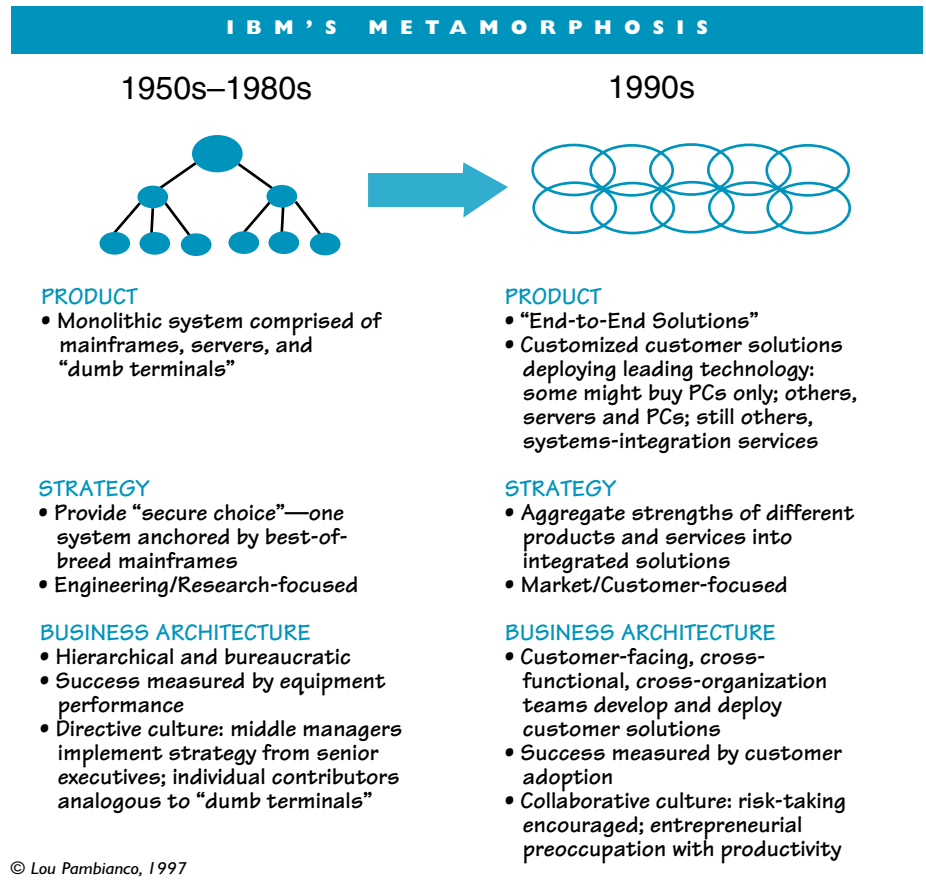 IBM'S METAMORPHOSIS
1950s–1980s
1990s
PRODUCT
• Monolithic system comprised of
mainframes, servers, and
“dumb terminals”
STRATEGY
• Provide “secure choice”—one
system anchored by best-of-
breed mainframes
• Engineering/Research-focused
BUSINESS ARCHITECTURE
• Hierarchical and bureaucratic
• Success measured by equipment
performance
• Directive culture: middle managers
implement strategy from senior
executives; individual contributors
analogous to “dumb terminals”
PRODUCT
• “End-to-End Solutions”
• Customized customer solutions
deploying leading technology:
some might buy PCs only; others,
servers and PCs; still others,
systems-integration services
STRATEGY
• Aggregate strengths of different
products and services into
integrated solutions
• Market/Customer-focused
BUSINESS ARCHITECTURE
• Customer-facing, cross-
functional, cross-organization
teams develop and deploy
customer solutions
• Success measured by customer
adoption
• Collaborative culture: risk-taking
encouraged; entrepreneurial
preoccupation with productivity
© Lou Pambianco, 1997